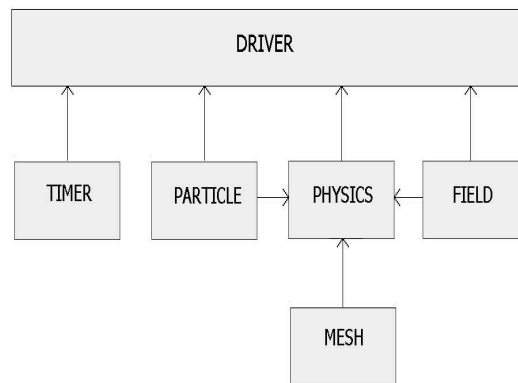 DRIVER
TIMER
PARTICLE
PHYSICS
FIELD
MESH